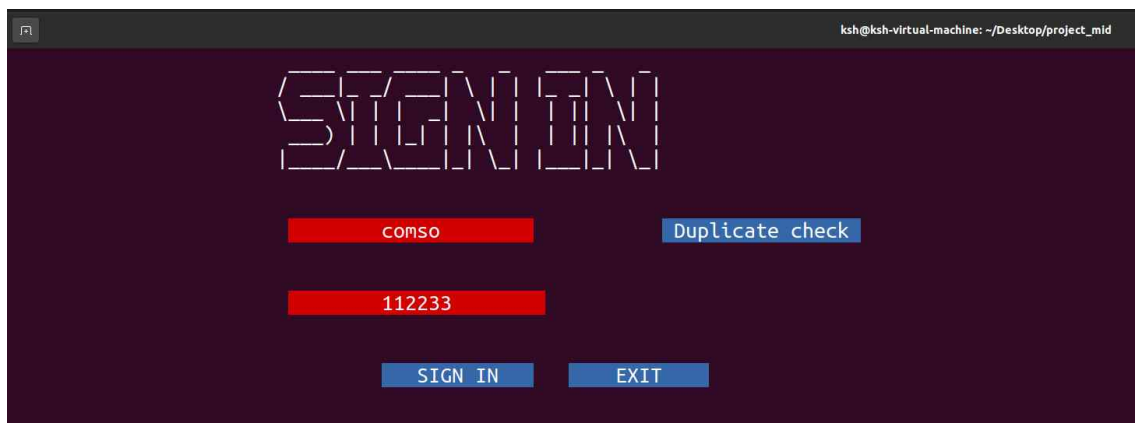 ksh@ksh-virtual-machine: ~/Desktop/project_mid
SIGN IN
comso Duplicate check
112233
SIGN IN EXIT